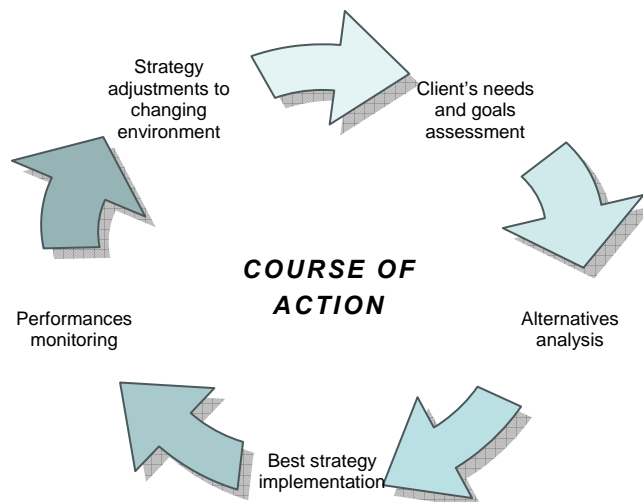 Strategy
adjustments to
changing
environment
Client's needs
and goals
assessment
COURSE OF
ACTION
Performances
monitoring
Alternatives
analysis
Best strategy
implementation